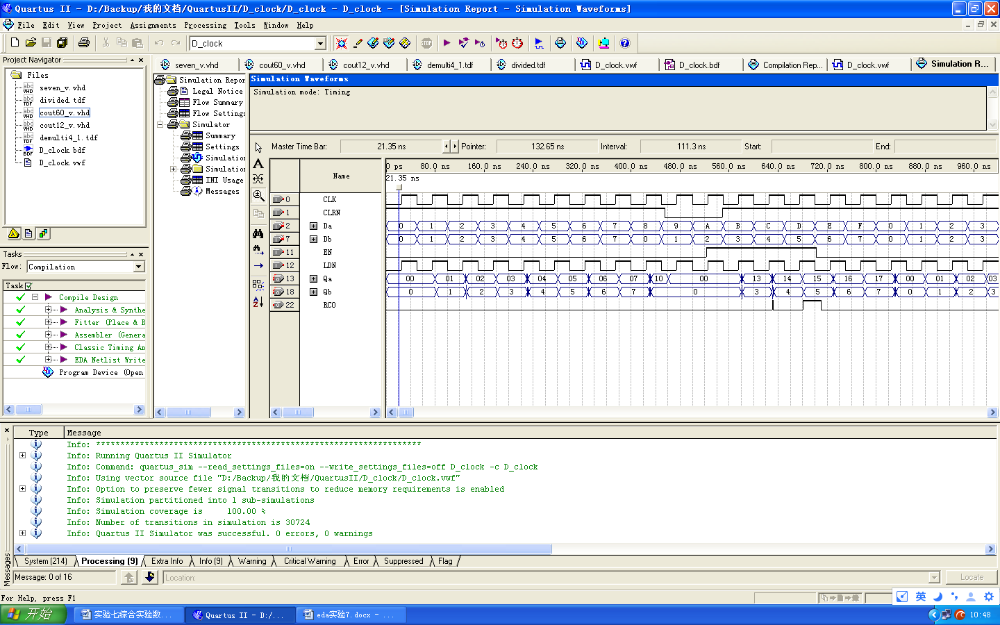 Quartus II - D:/Backup/我的文档/QuartusII/D_clock/D_clock - D_clock - [Simulation Report - Simulation Waveforms]
File Edit View Project Assignments Processing Tools Window Help
D_clock
STOP
Project Navigator
Files
seven_v.vhd
divided.tdf
cout60_v.vhd
cout12_v.vhd
demulti4_1.tdf
D_clock.bdf
D_clock.vwf
Tasks
Flow: Compilation
Task
Compile Design
Analysis & Synthe
Fitter (Place & R
Assembler (Genera
Classic Timing An
EDA Netlist Write
Program Device (Open
seven_v.vhd cout60_v.vhd cout12_v.vhd demulti4_1.tdf divided.tdf D_clock.vwf D_clock.bdf Compilation Rep... D_clock.vwf Simulation R...
Simulation Repor
Legal Notice
Flow Summary
Flow Settings
Simulator
Summary
Settings
Simulation
Simulation
INI Usage
Messages
Simulation Waveforms
Simulation mode: Timing
Master Time Bar: 21.35 ns Pointer: 132.65 ns Interval: 111.3 ns Start: End:
Name
0 ps 80.0 ns 160.0 ns 240.0 ns 320.0 ns 400.0 ns 480.0 ns 560.0 ns 640.0 ns 720.0 ns 800.0 ns 880.0 ns 960.0 ns
21.35 ns
0 CLK
1 CLRN
2 Da 0 1 2 3 4 5 6 7 8 9 A B C D E F 0 1 2 3
7 Db 0 1 2 3 4 5 6 7 0 1 2 3 4 5 6 7 0 1 2 3
11 EN
12 LDN
13 Qa 00 01 02 03 04 05 06 07 10 00 13 14 15 16 17 00 01 02 03
18 Qb 0 1 2 3 4 5 6 7 0 3 4 5 6 7 0 1 2 3
22 RCO
Type Message
Info: *******************************************************************
Info: Running Quartus II Simulator
Info: Command: quartus_sim --read_settings_files=on --write_settings_files=off D_clock -c D_clock
Info: Using vector source file "D:/Backup/我的文档/QuartusII/D_clock/D_clock.vwf"
Info: Option to preserve fewer signal transitions to reduce memory requirements is enabled
Info: Simulation partitioned into 1 sub-simulations
Info: Simulation coverage is 100.00 %
Info: Number of transitions in simulation is 30724
Info: Quartus II Simulator was successful. 0 errors, 0 warnings
System (214) Processing (9) Extra Info Info (9) Warning Critical Warning Error Suppressed Flag
Messages
Message: 0 of 16 Location: Locate
For Help, press F1
英
开始 实验七综合实验数... Quartus II - D:/... eda实验7.docx - ... 10:48